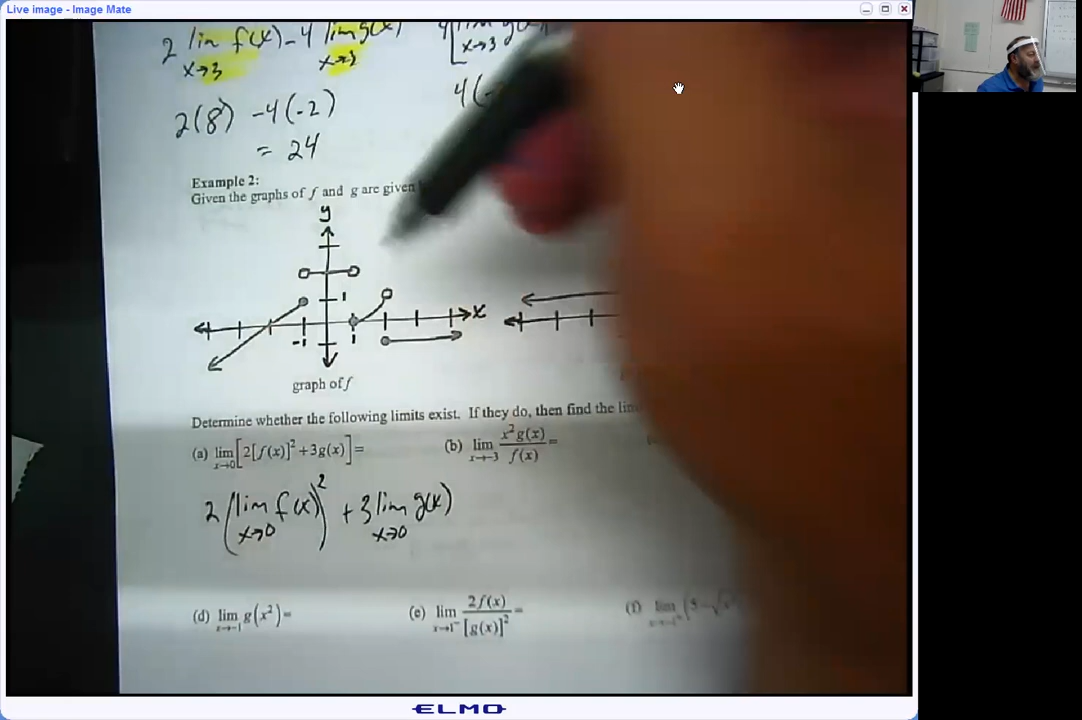 Live image - Image Mate
2 lim f(x) - 4 lim g(x)
x→3 x→3
x→3
2(8) -4(-2)
4(-
= 24
Example 2:
Given the graphs of f and g are given
y
1
x
-1 1
graph of f
Determine whether the following limits exist. If they do, then find the
(a) lim x→0 [2[f(x)]² + 3g(x)] =
(b) lim x→-3 x²g(x) / f(x) =
2 (lim x→0 f(x))² + 3 lim x→0 g(x)
(d) lim x→-1 g(x²) =
(e) lim x→1⁻ 2f(x) / [g(x)]² =
(f) lim
ELMO